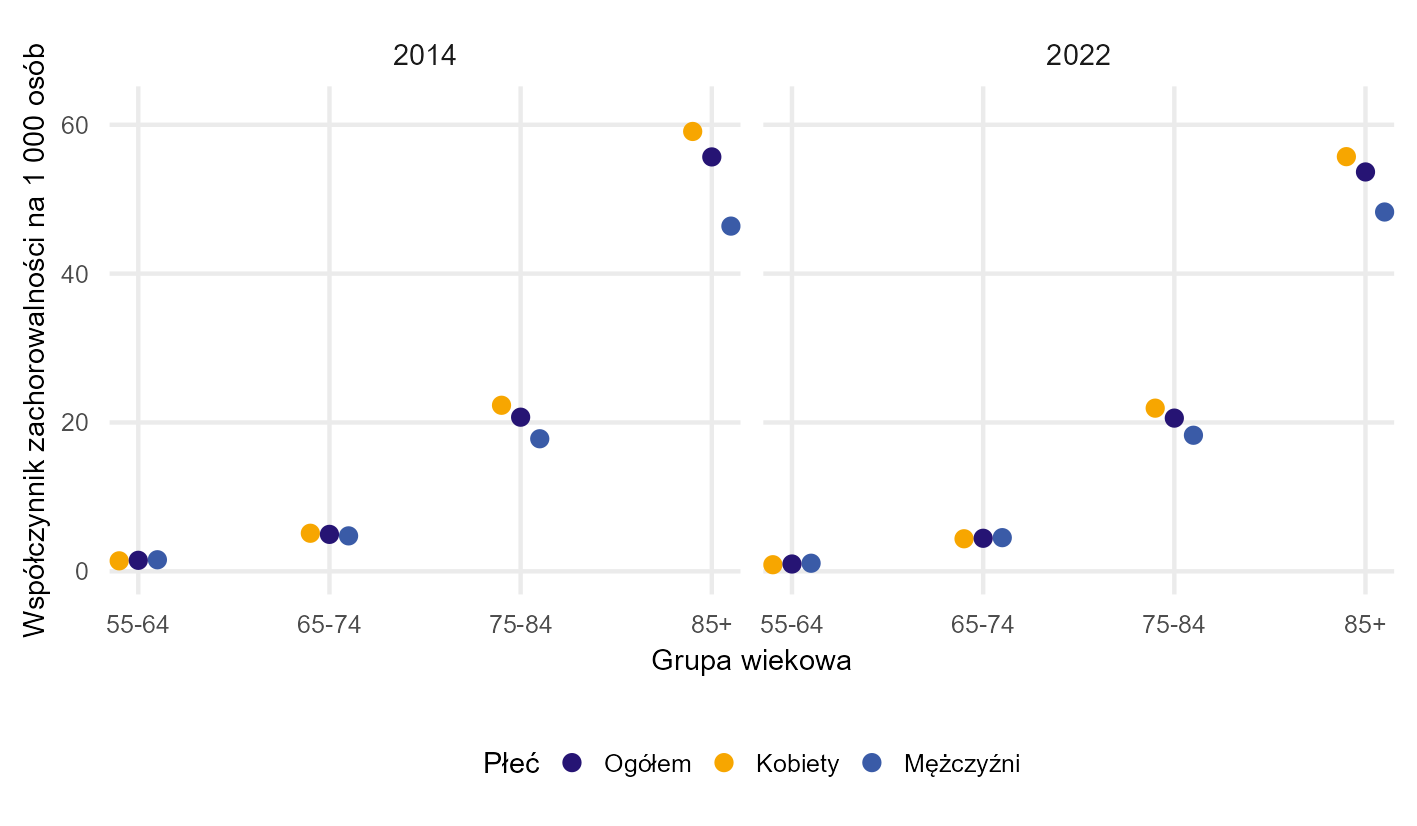 2014 2022
Współczynnik zachorowalności na 1 000 osób
60
40
20
0
55-64 65-74 75-84 85+ 55-64 65-74 75-84 85+
Grupa wiekowa
Płeć Ogółem Kobiety Mężczyźni